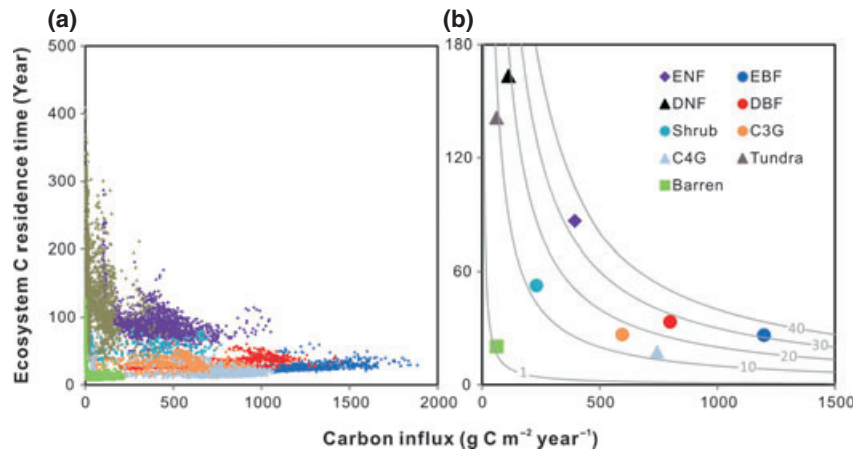 (a)
(b)
Ecosystem C residence time (Year)
500
400
300
200
100
0
0 500 1000 1500 2000
180
120
60
0
0 500 1000 1500
ENF EBF
DNF DBF
Shrub C3G
C4G Tundra
Barren
40
30
20
10
1
Carbon influx (g C m⁻² year⁻¹)